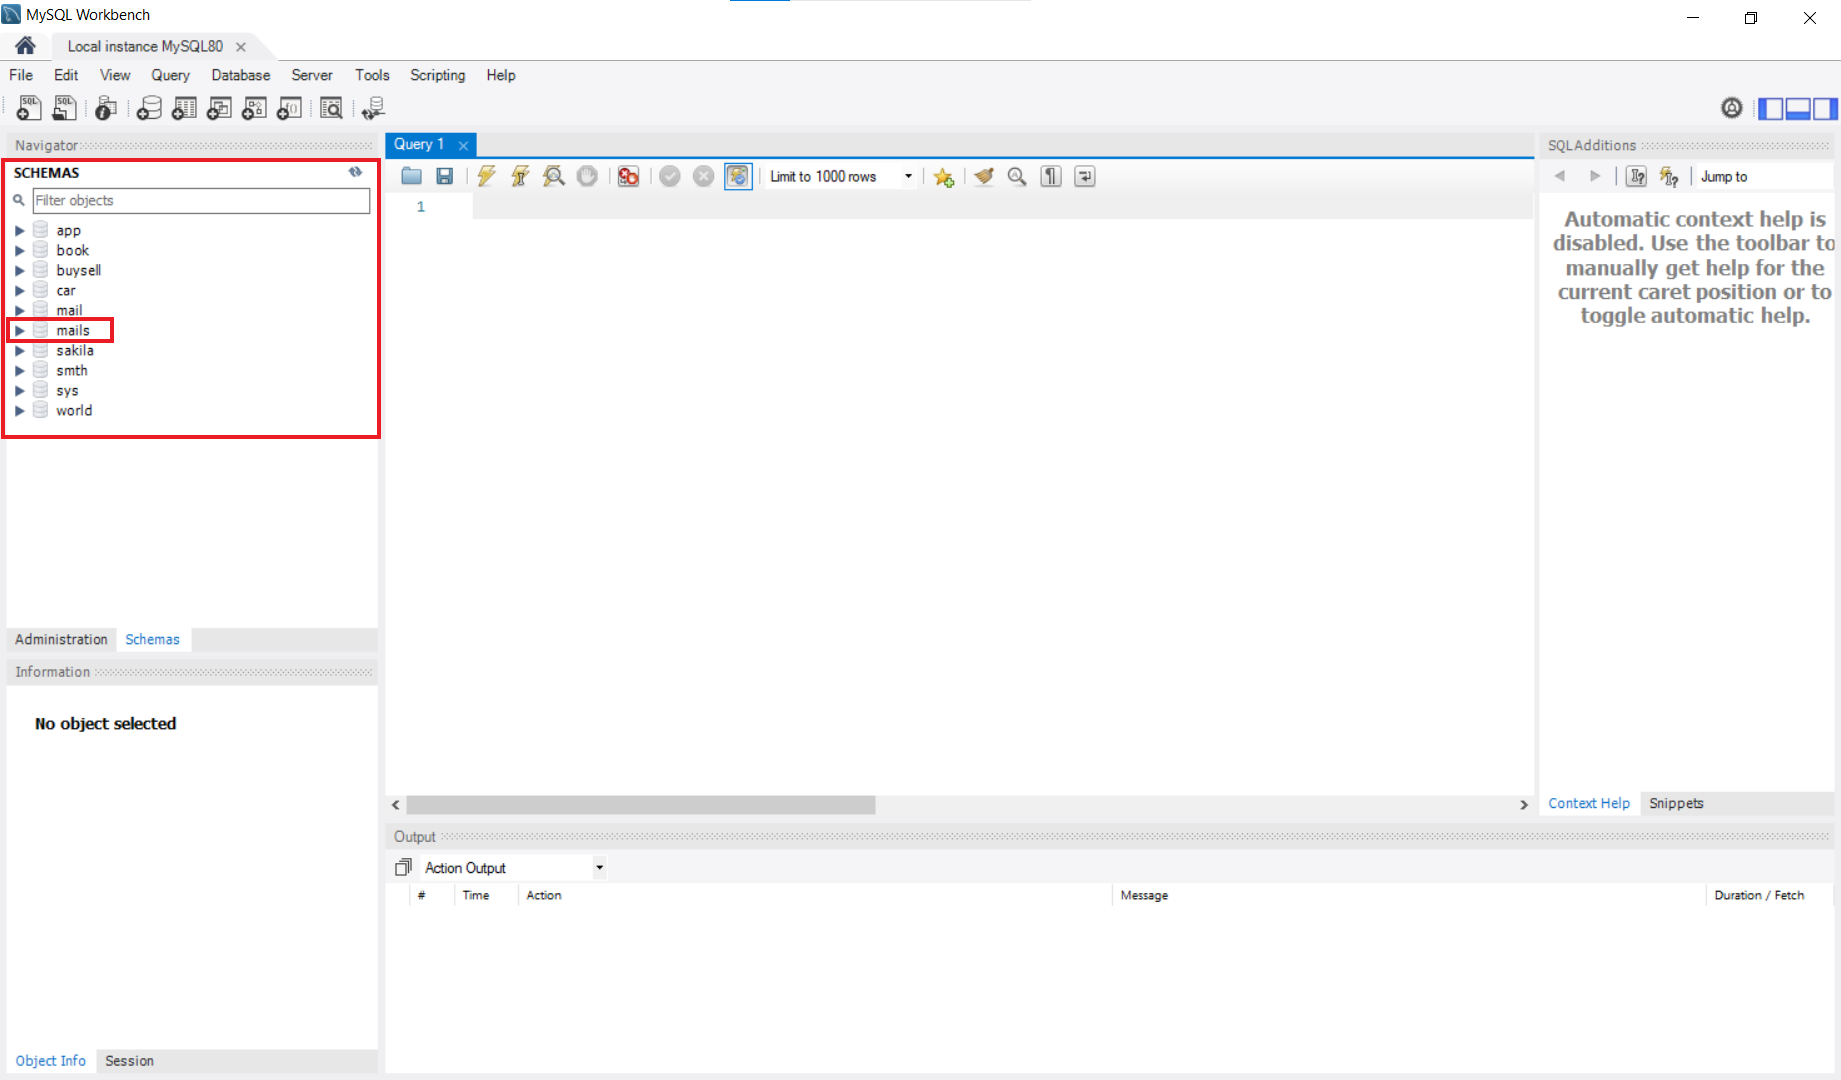 MySQL Workbench
Local instance MySQL80
File Edit View Query Database Server Tools Scripting Help
Navigator
SCHEMAS
Filter objects
app
book
buysell
car
mail
mails
sakila
smth
sys
world
Administration Schemas
Information
No object selected
Object Info Session
Query 1
Limit to 1000 rows
1
Output
Action Output
# Time Action Message Duration / Fetch
SQLAdditions
Jump to
Automatic context help is
disabled. Use the toolbar to
manually get help for the
current caret position or to
toggle automatic help.
Context Help Snippets